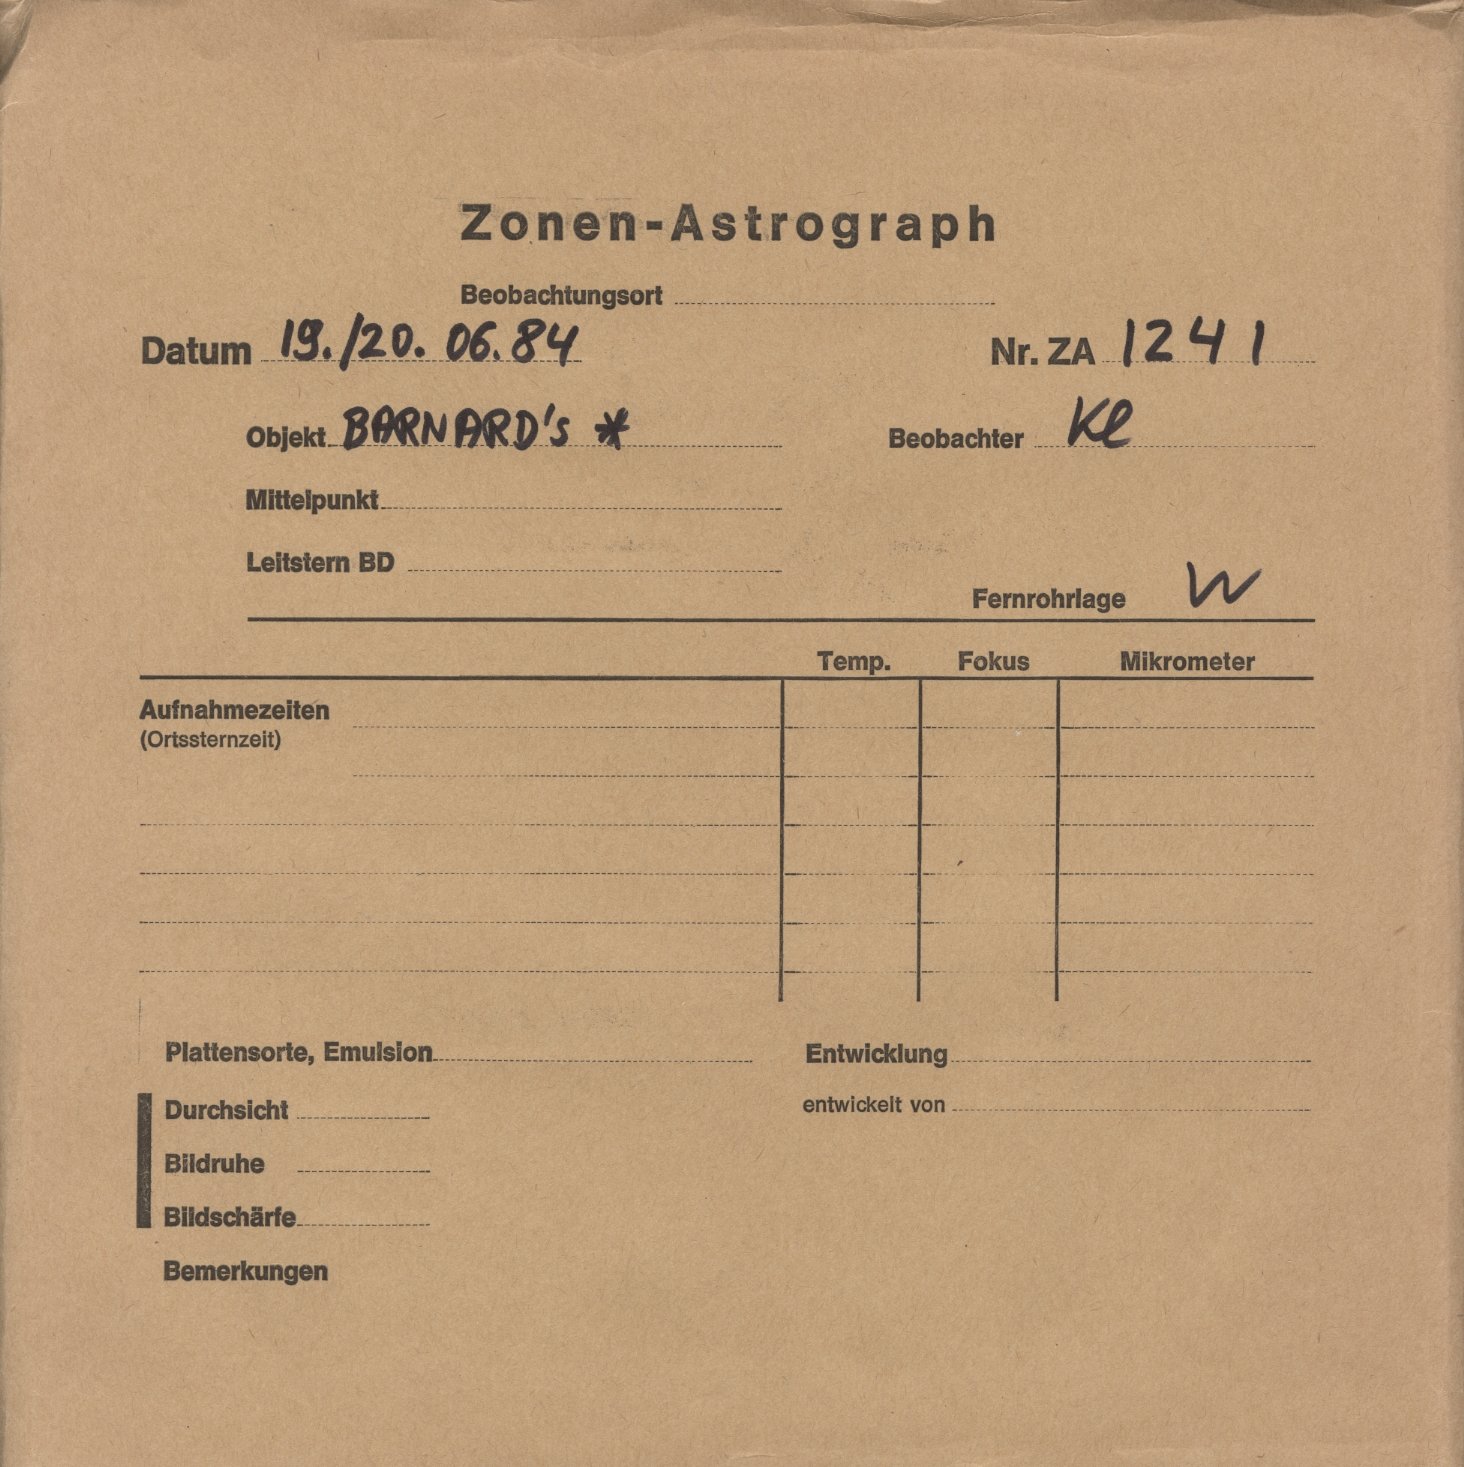 Zonen-Astrograph
Beobachtungsort
Datum 19./20. 06.84 Nr. ZA 1241
Objekt BARNARD's * Beobachter Kl
Mittelpunkt
Leitstern BD
Fernrohrlage W
Temp. Fokus Mikrometer
Aufnahmezeiten
(Ortssternzeit)
Plattensorte, Emulsion Entwicklung
Durchsicht entwickelt von
Bildruhe
Bildschärfe
Bemerkungen